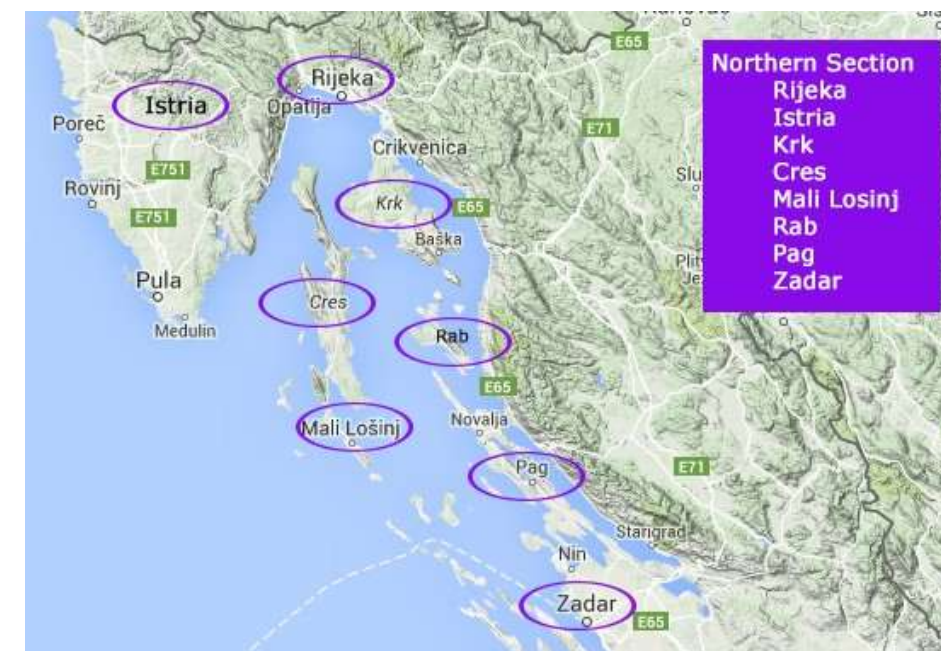 E65
Northern Section
Rijeka
Istria
Krk
Cres
Mali Losinj
Rab
Pag
Zadar
Rijeka
Istria
Opatija
Poreč
E71
Crikvenica
E751
Rovinj
Krk
E65
E751
Baška
Pula
Cres
Medulin
Rab
E65
Novalja
Mali Lošinj
Pag
E71
Starigrad
Nin
Zadar
E65